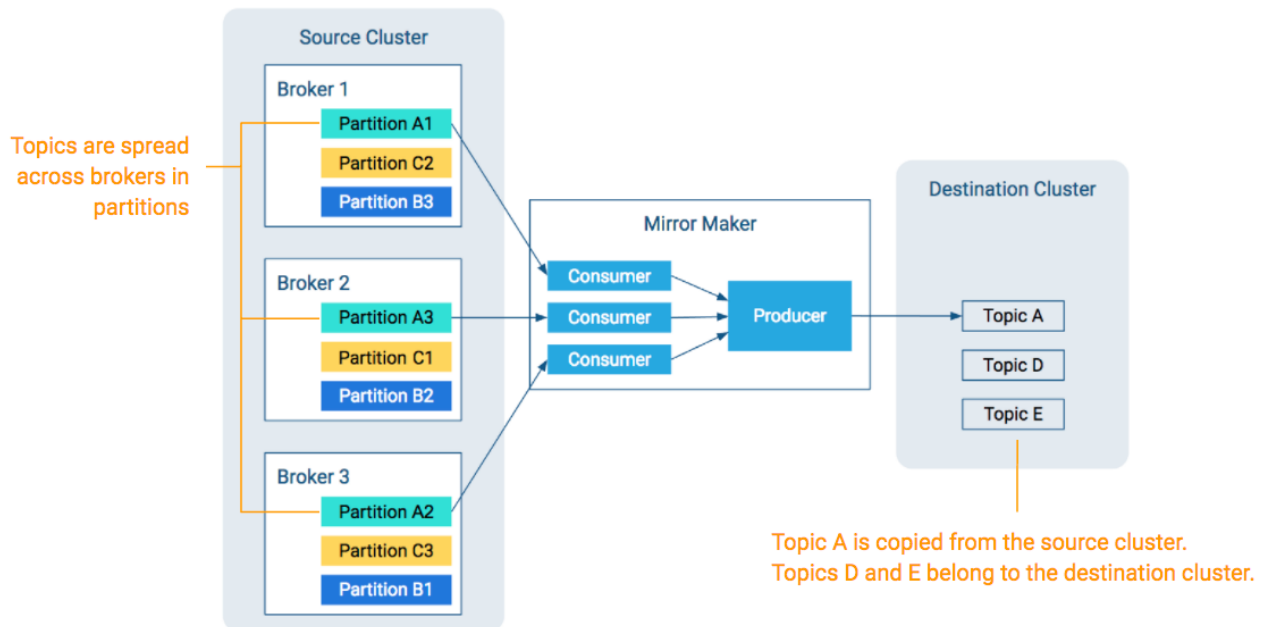 Source Cluster
Broker 1
Partition A1
Partition C2
Partition B3
Topics are spread
across brokers in
partitions
Broker 2
Partition A3
Partition C1
Partition B2
Broker 3
Partition A2
Partition C3
Partition B1
Mirror Maker
Consumer
Consumer
Consumer
Producer
Destination Cluster
Topic A
Topic D
Topic E
Topic A is copied from the source cluster.
Topics D and E belong to the destination cluster.